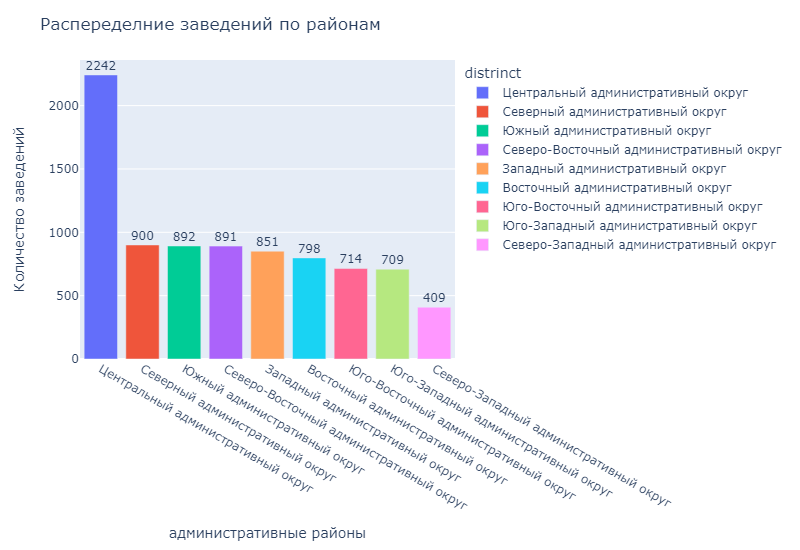 Распеределние заведений по районам
2242
900
892
891
851
798
714
709
409
2000
1500
1000
500
0
Количество заведений
distrinct
Центральный административный округ
Северный административный округ
Южный административный округ
Северо-Восточный административный округ
Западный административный округ
Восточный административный округ
Юго-Восточный административный округ
Юго-Западный административный округ
Северо-Западный административный округ
Центральный административный округ
Северный административный округ
Южный административный округ
Северо-Восточный административный округ
Западный административный округ
Восточный административный округ
Юго-Восточный административный округ
Юго-Западный административный округ
Северо-Западный административный округ
административные районы